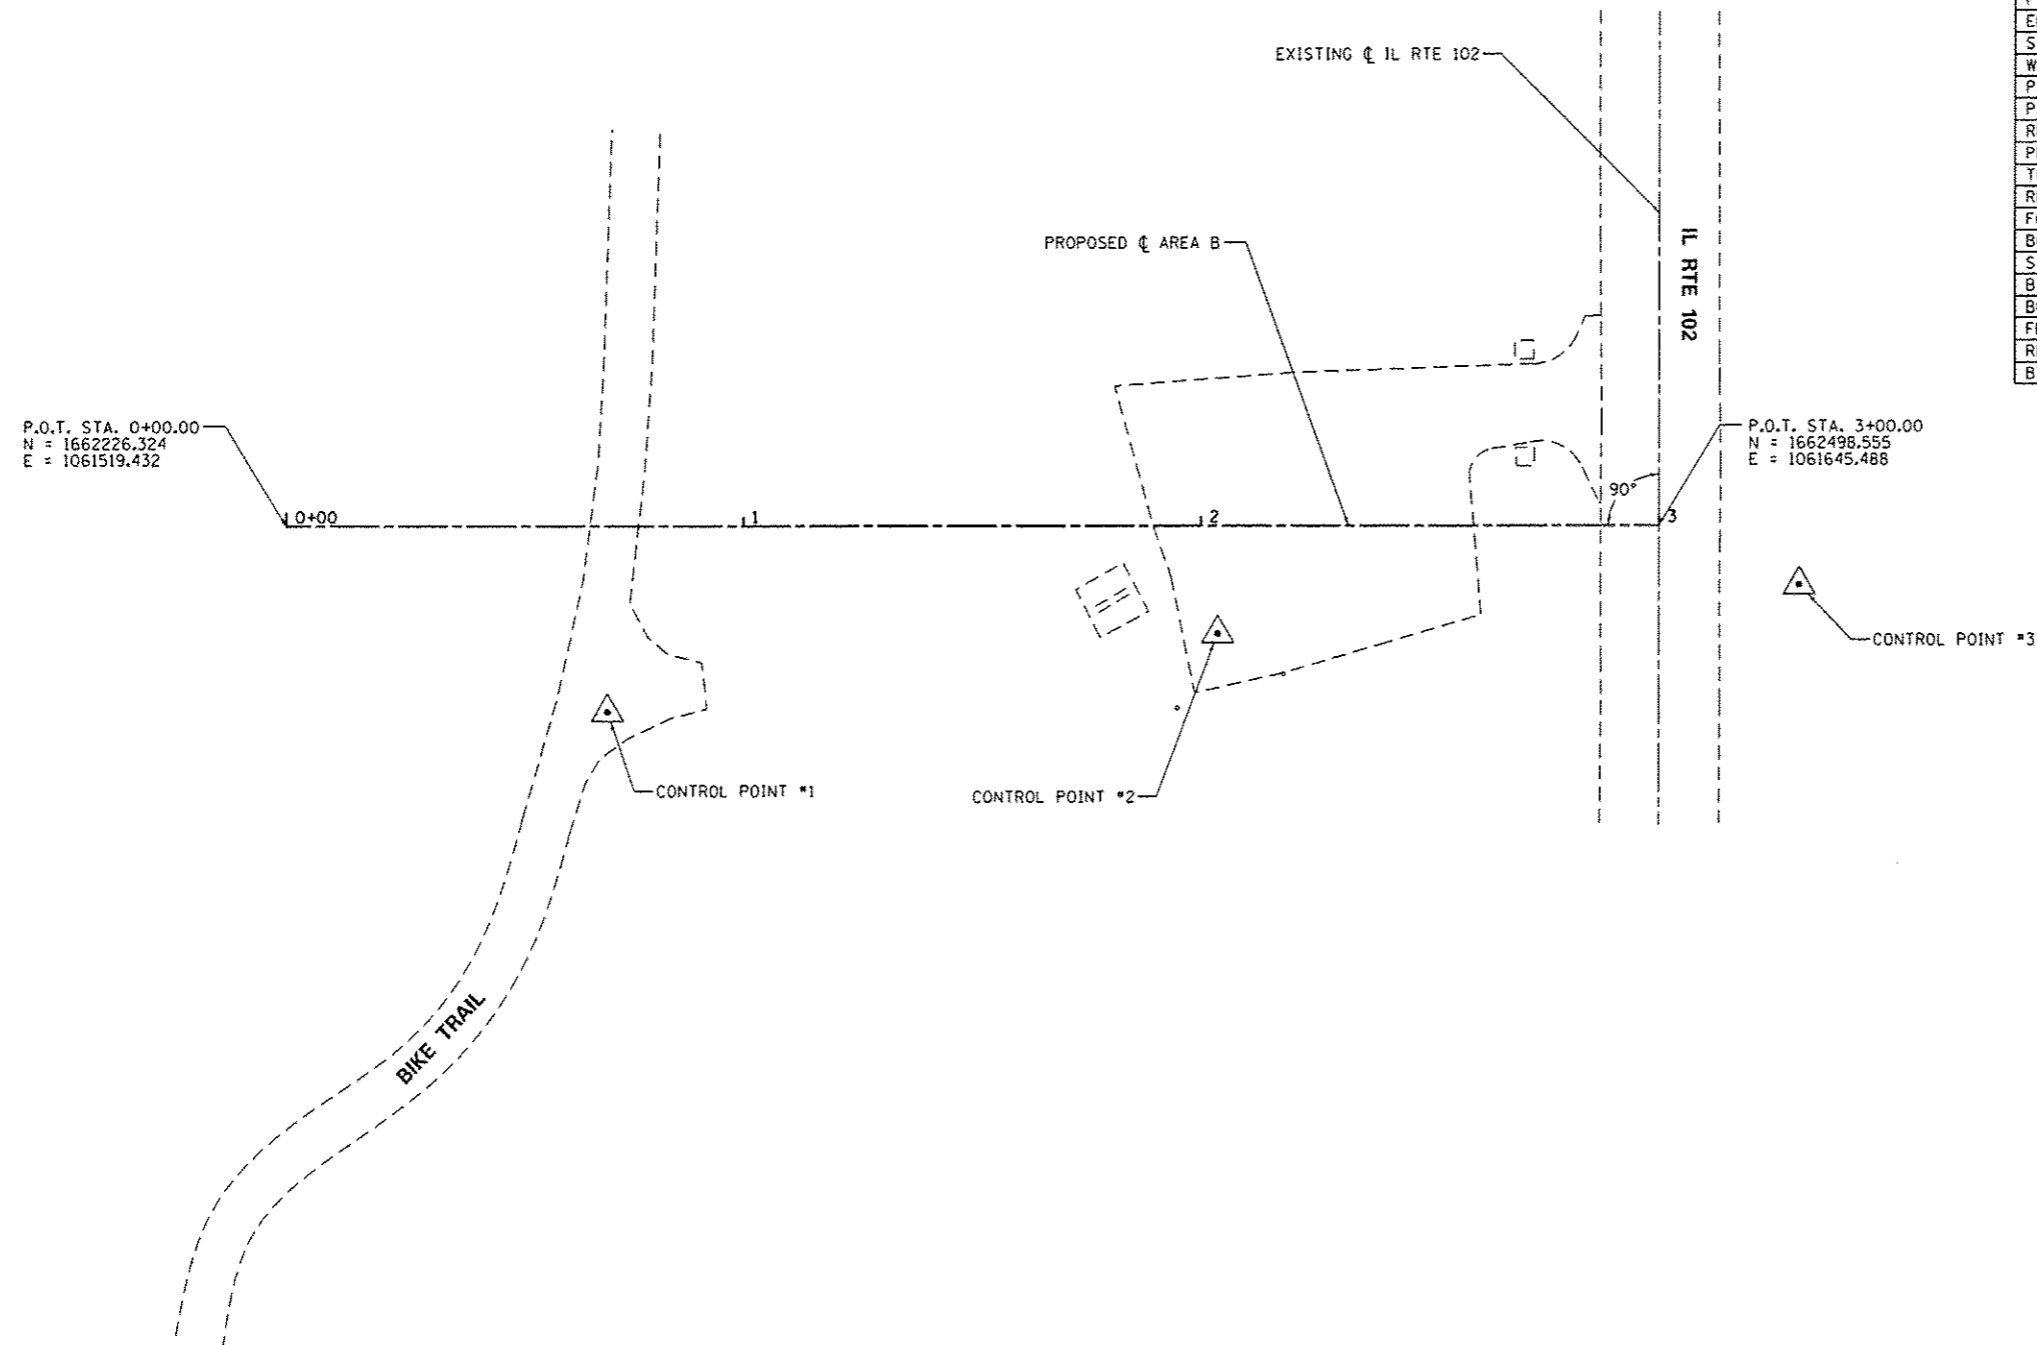 EXISTING ℄ IL RTE 102
PROPOSED ℄ AREA B
IL RTE 102
P.O.T. STA. 0+00.00
N = 1662226.324
E = 1061519.432
P.O.T. STA. 3+00.00
N = 1662498.555
E = 1061645.488
90°
0+00
1
2
3
CONTROL POINT #3
CONTROL POINT #1
CONTROL POINT #2
BIKE TRAIL